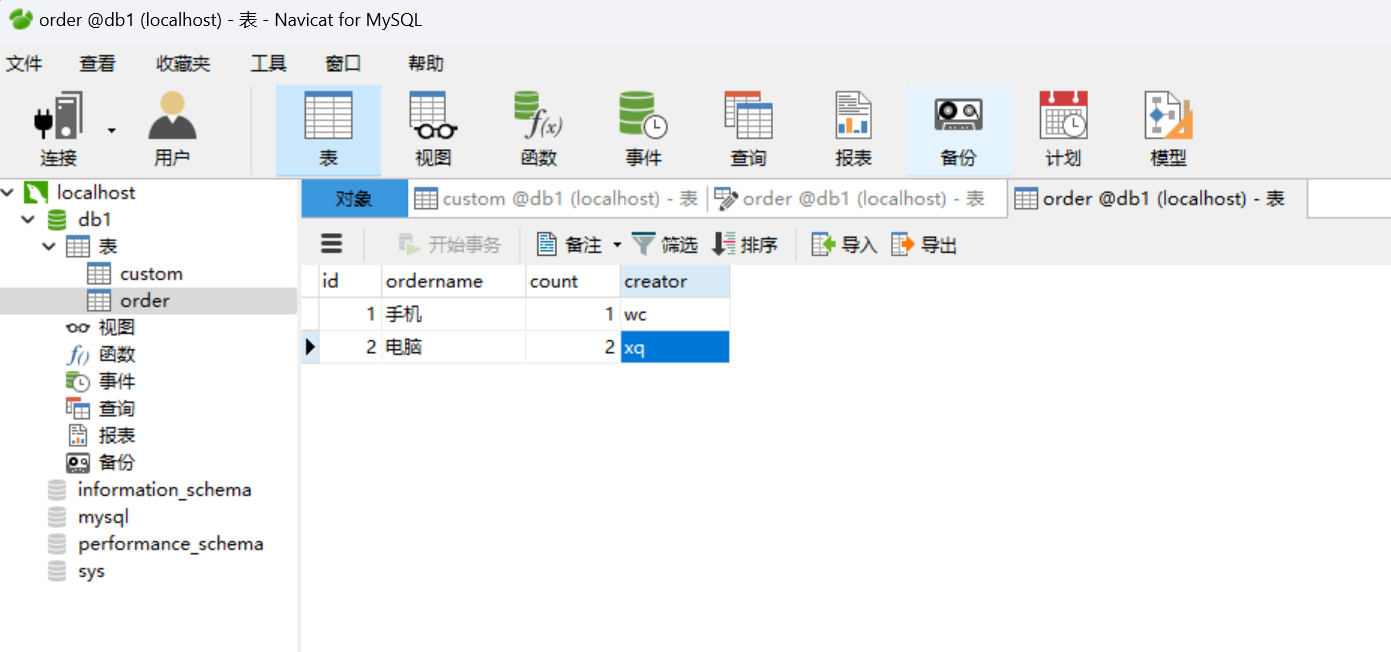 order @db1 (localhost) - 表 - Navicat for MySQL
文件 查看 收藏夹 工具 窗口 帮助
连接 用户 表 视图 函数 事件 查询 报表 备份 计划 模型
localhost
db1
表
custom
order
视图
函数
事件
查询
报表
备份
information_schema
mysql
performance_schema
sys
对象 custom @db1 (localhost) - 表 order @db1 (localhost) - 表 order @db1 (localhost) - 表
开始事务 备注 筛选 排序 导入 导出
id ordername count creator
1 手机 1 wc
2 电脑 2 xq